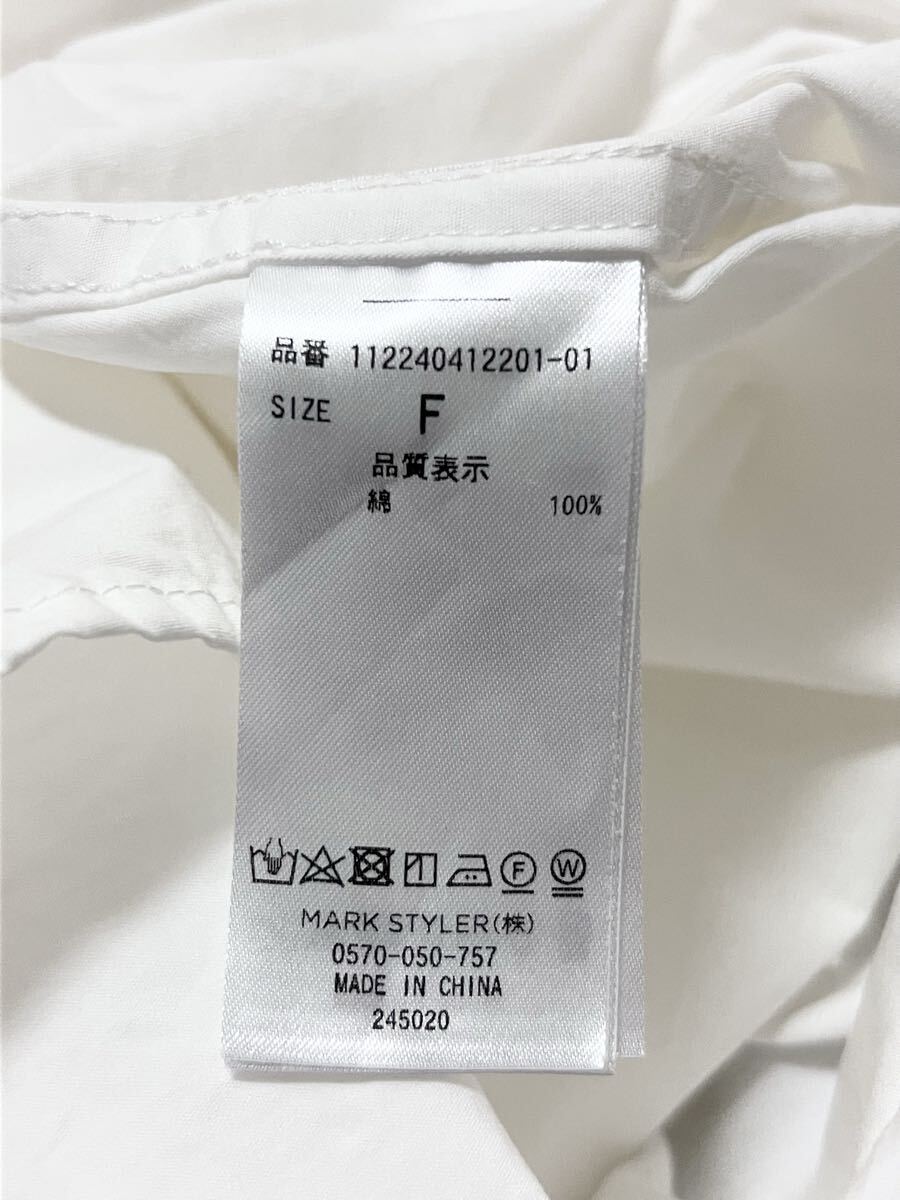 品番 112240412201-01
SIZE F
品質表示
綿 100%
F W
MARK STYLER(株)
0570-050-757
MADE IN CHINA
245020